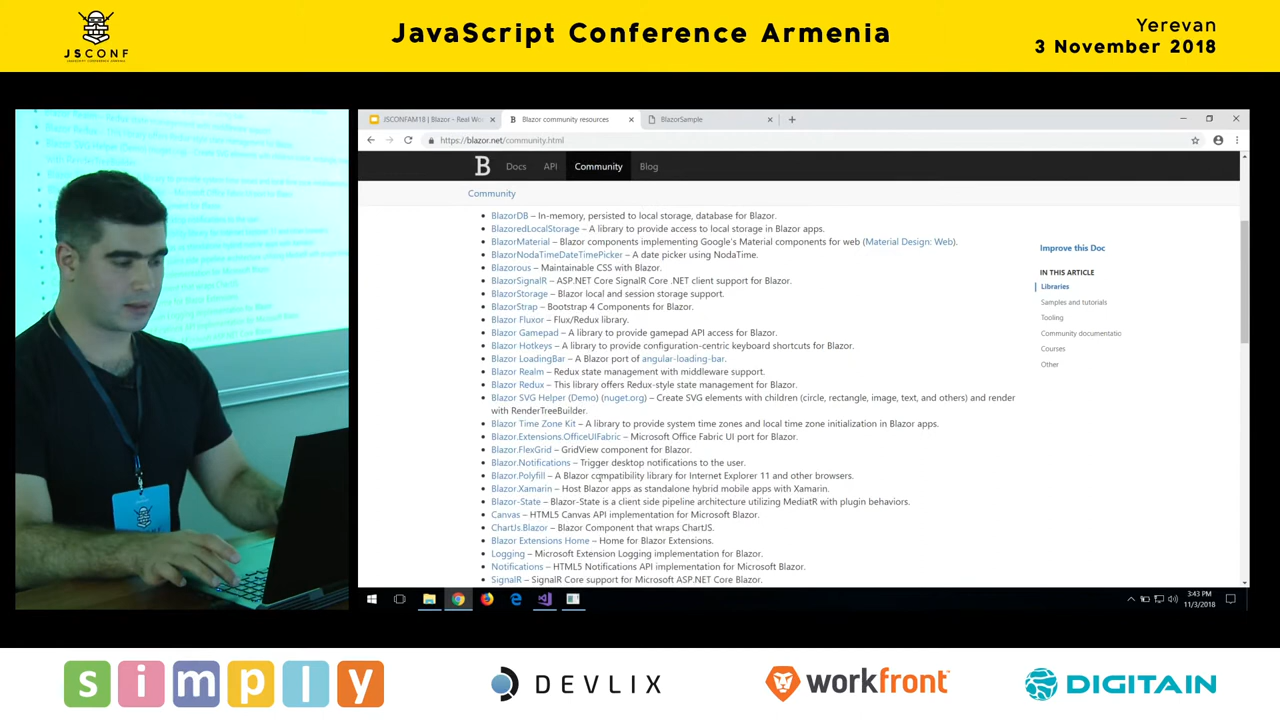 JSCONF
JAVASCRIPT CONFERENCE ARMENIA
JavaScript Conference Armenia
Yerevan
3 November 2018
JSCONFAM18 | Blazor – Real Wo
Blazor community resources
BlazorSample
https://blazor.net/community.html
B
Docs
API
Community
Blog
Community
BlazorDB – In-memory, persisted to local storage, database for Blazor.
BlazoredLocalStorage – A library to provide access to local storage in Blazor apps.
BlazorMaterial – Blazor components implementing Google's Material components for web (Material Design: Web).
BlazorNodaTimeDateTimePicker – A date picker using NodaTime.
Blazorous – Maintainable CSS with Blazor.
BlazorSignalR – ASP.NET Core SignalR Core .NET client support for Blazor.
BlazorStorage – Blazor local and session storage support.
BlazorStrap – Bootstrap 4 Components for Blazor.
Blazor Fluxor – Flux/Redux library.
Blazor Gamepad – A library to provide gamepad API access for Blazor.
Blazor Hotkeys – A library to provide configuration-centric keyboard shortcuts for Blazor.
Blazor LoadingBar – A Blazor port of angular-loading-bar.
Blazor Realm – Redux state management with middleware support.
Blazor Redux – This library offers Redux-style state management for Blazor.
Blazor SVG Helper (Demo) (nuget.org) – Create SVG elements with children (circle, rectangle, image, text, and others) and render
with RenderTreeBuilder.
Blazor Time Zone Kit – A library to provide system time zones and local time zone initialization in Blazor apps.
Blazor.Extensions.OfficeUIFabric – Microsoft Office Fabric UI port for Blazor.
Blazor.FlexGrid – GridView component for Blazor.
Blazor.Notifications – Trigger desktop notifications to the user.
Blazor.Polyfill – A Blazor compatibility library for Internet Explorer 11 and other browsers.
Blazor.Xamarin – Host Blazor apps as standalone hybrid mobile apps with Xamarin.
Blazor-State – Blazor-State is a client side pipeline architecture utilizing MediatR with plugin behaviors.
Canvas – HTML5 Canvas API implementation for Microsoft Blazor.
ChartJs.Blazor – Blazor Component that wraps ChartJS.
Blazor Extensions Home – Home for Blazor Extensions.
Logging – Microsoft Extension Logging implementation for Blazor.
Notifications – HTML5 Notifications API implementation for Microsoft Blazor.
SignalR – SignalR Core support for Microsoft ASP.NET Core Blazor.
Improve this Doc
IN THIS ARTICLE
Libraries
Samples and tutorials
Tooling
Community documentatio
Courses
Other
3:43 PM
11/3/2018
simply
DEVLIX
workfront
DIGITAIN